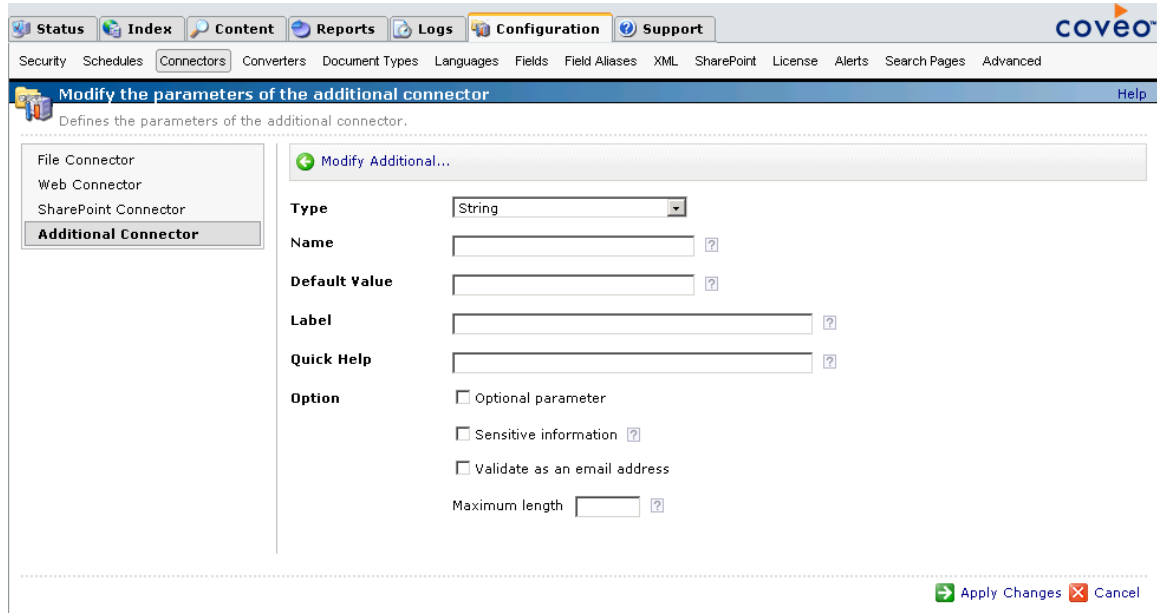 Status Index Content Reports Logs Configuration Support coveo™
Security Schedules Connectors Converters Document Types Languages Fields Field Aliases XML SharePoint License Alerts Search Pages Advanced
Modify the parameters of the additional connector Help
Defines the parameters of the additional connector.
File Connector
Web Connector
SharePoint Connector
Additional Connector
Modify Additional...
Type String
Name ?
Default Value ?
Label ?
Quick Help ?
Option Optional parameter
Sensitive information ?
Validate as an email address
Maximum length ?
Apply Changes Cancel